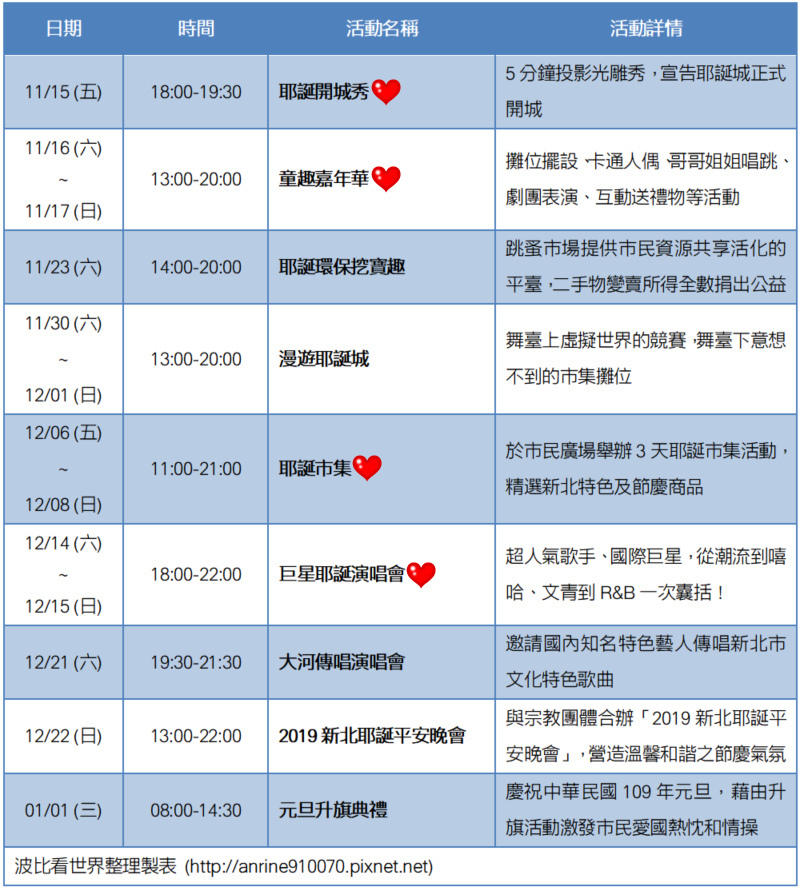 日期 時間 活動名稱 活動詳情
11/15 (五) 18:00-19:30 耶誕開城秀 5 分鐘投影光雕秀，宣告耶誕城正式
開城
11/16 (六)
~
11/17 (日) 13:00-20:00 童趣嘉年華 攤位擺設、卡通人偶、哥哥姐姐唱跳、
劇團表演、互動送禮物等活動
11/23 (六) 14:00-20:00 耶誕環保挖寶趣 跳蚤市場提供市民資源共享活化的
平臺，二手物變賣所得全數捐出公益
11/30 (六)
~
12/01 (日) 13:00-20:00 漫遊耶誕城 舞臺上虛擬世界的競賽，舞臺下意想
不到的市集攤位
12/06 (五)
~
12/08 (日) 11:00-21:00 耶誕市集 於市民廣場舉辦 3 天耶誕市集活動，
精選新北特色及節慶商品
12/14 (六)
~
12/15 (日) 18:00-22:00 巨星耶誕演唱會 超人氣歌手、國際巨星，從潮流到嘻
哈、文青到 R&B 一次囊括！
12/21 (六) 19:30-21:30 大河傳唱演唱會 邀請國內知名特色藝人傳唱新北市
文化特色歌曲
12/22 (日) 13:00-22:00 2019 新北耶誕平安晚會 與宗教團體合辦「2019 新北耶誕平
安晚會」，營造溫馨和諧之節慶氣氛
01/01 (三) 08:00-14:30 元旦升旗典禮 慶祝中華民國 109 年元旦，藉由升
旗活動激發市民愛國熱忱和情操
波比看世界整理製表 (http://anrine910070.pixnet.net)